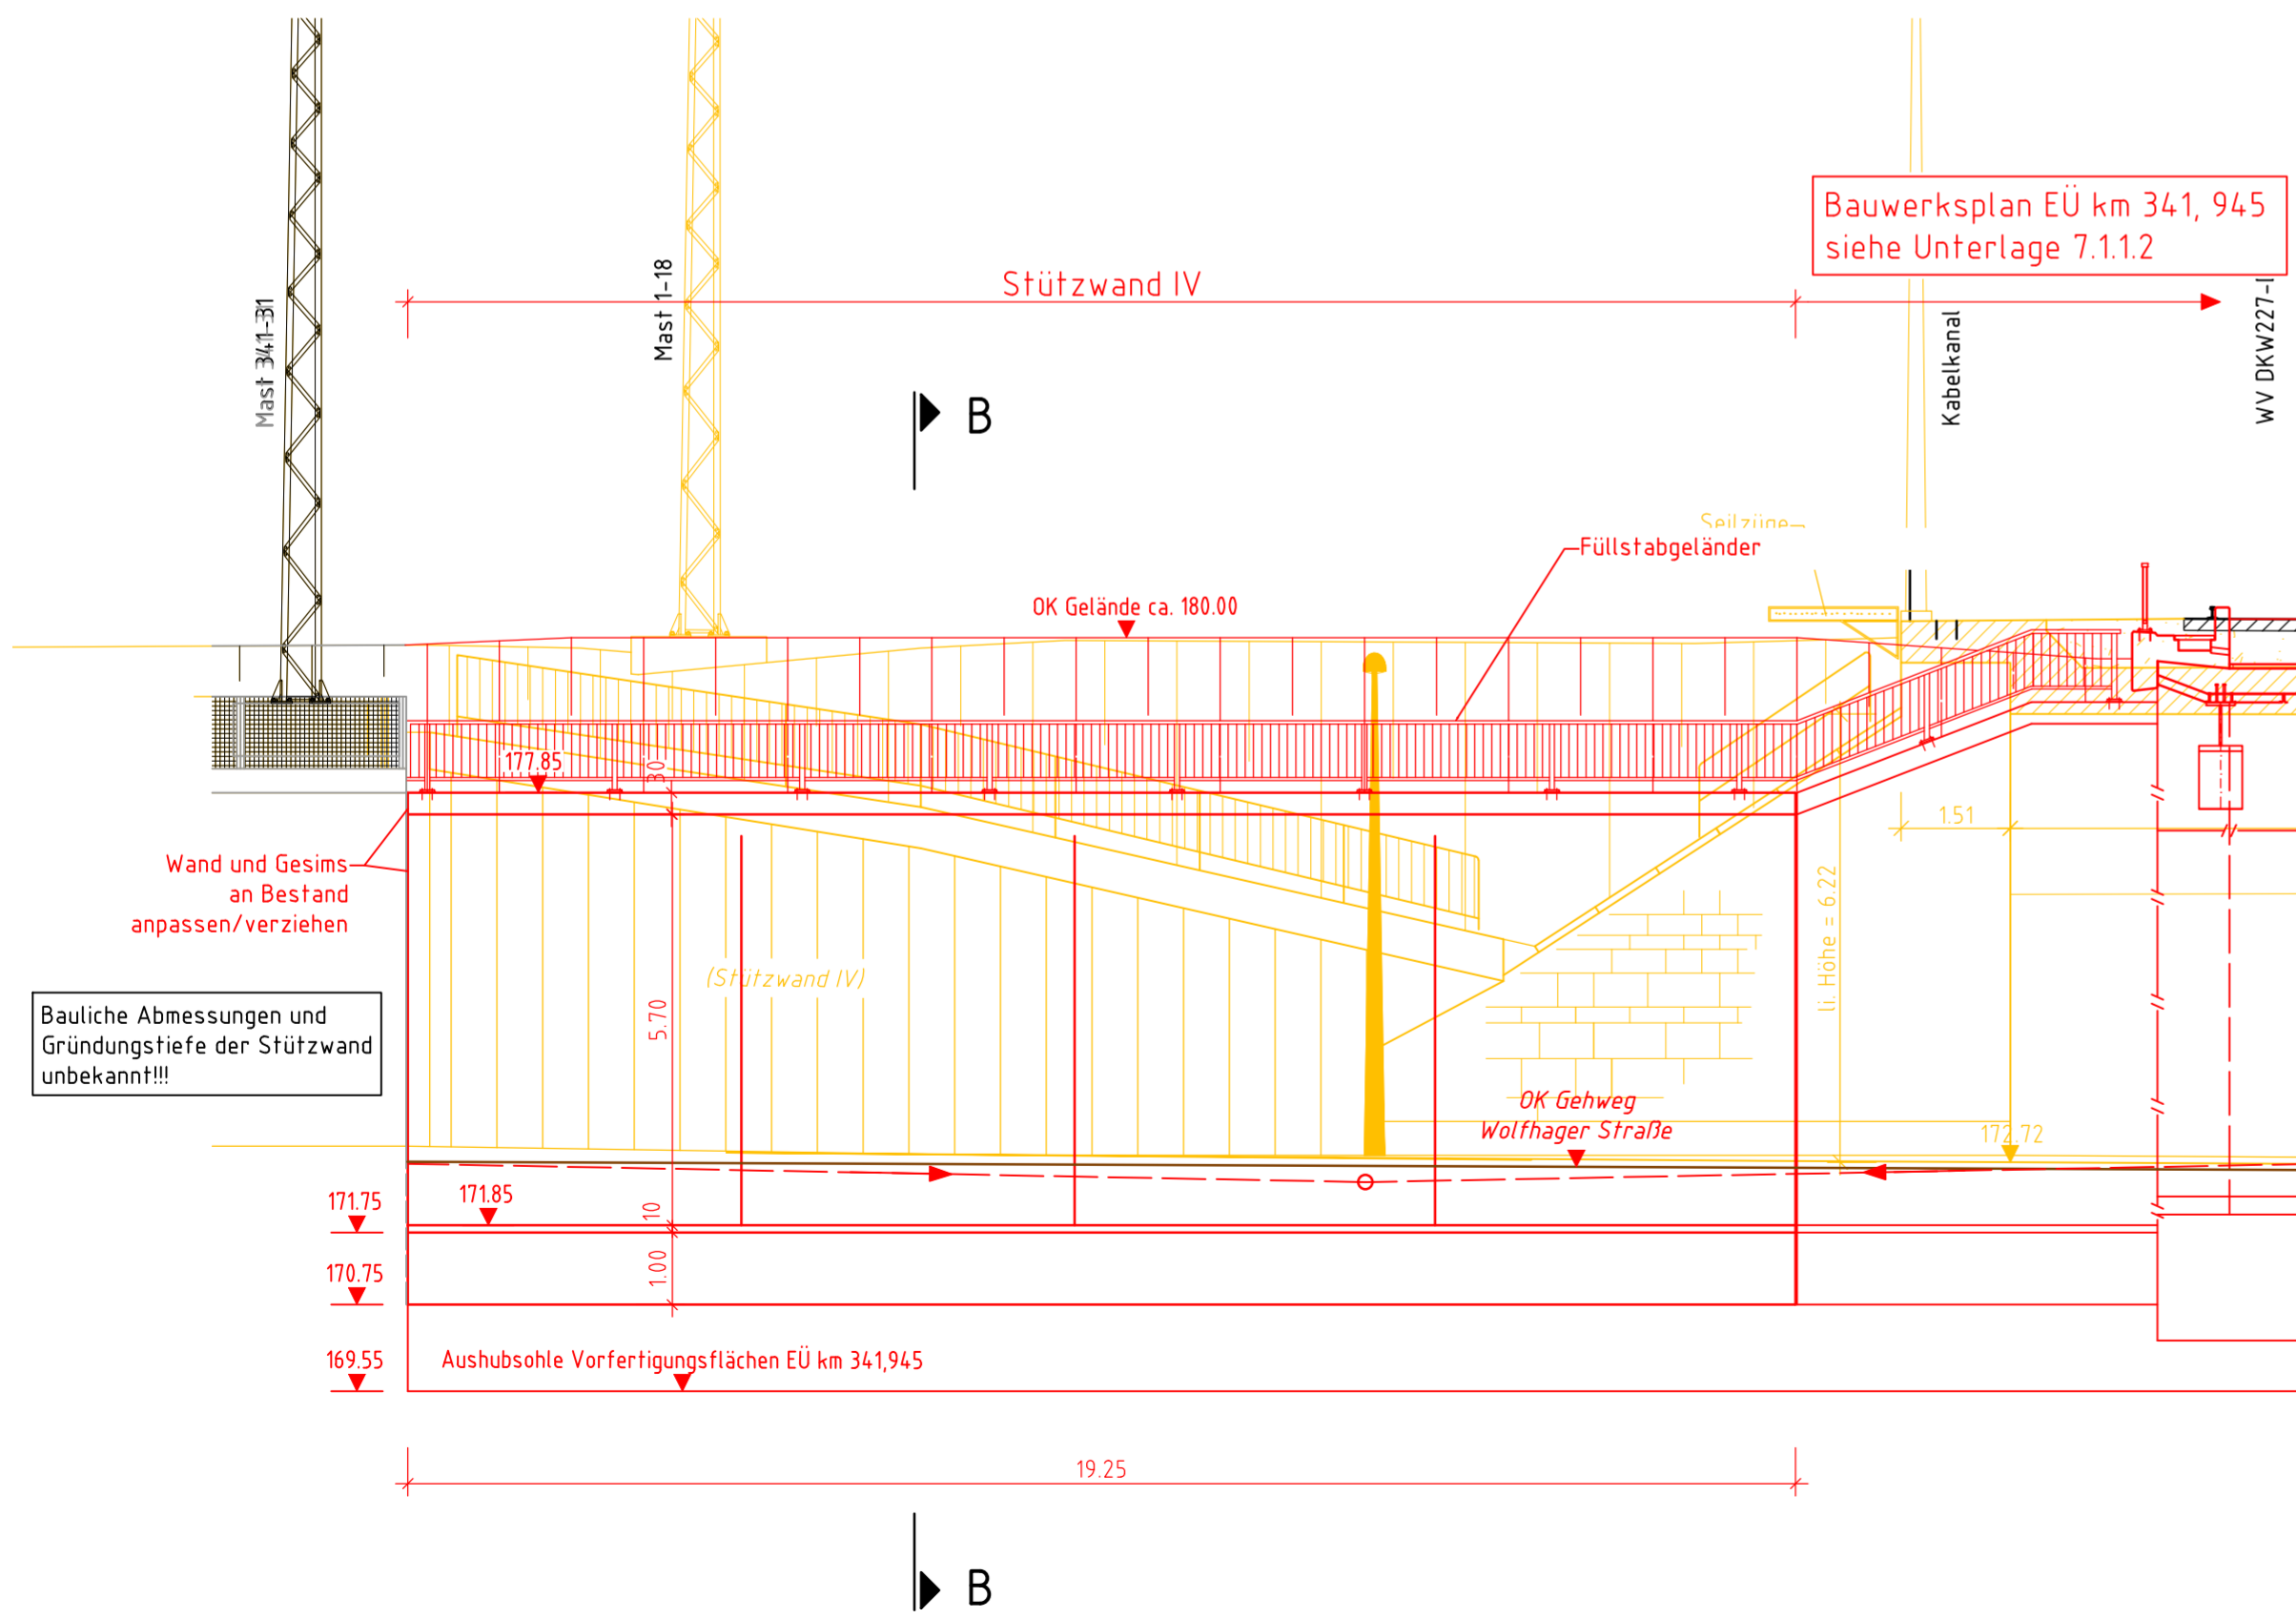 Bauwerksplan EÜ km 341, 945
siehe Unterlage 7.1.1.2
Stützwand IV
Mast 341-31
Mast 1-18
Kabelkanal
WV DKW227-
B
Seilzüge
Füllstabgeländer
OK Gelände ca. 180.00
177.85
30
1.51
Wand und Gesims
an Bestand
anpassen/verziehen
li. Höhe = 6.22
(Stützwand IV)
5.70
Bauliche Abmessungen und
Gründungstiefe der Stützwand
unbekannt!!!
OK Gehweg
Wolfhager Straße
172.72
171.75
171.85
10
170.75
1.00
169.55
Aushubsohle Vorfertigungsflächen EÜ km 341,945
19.25
B